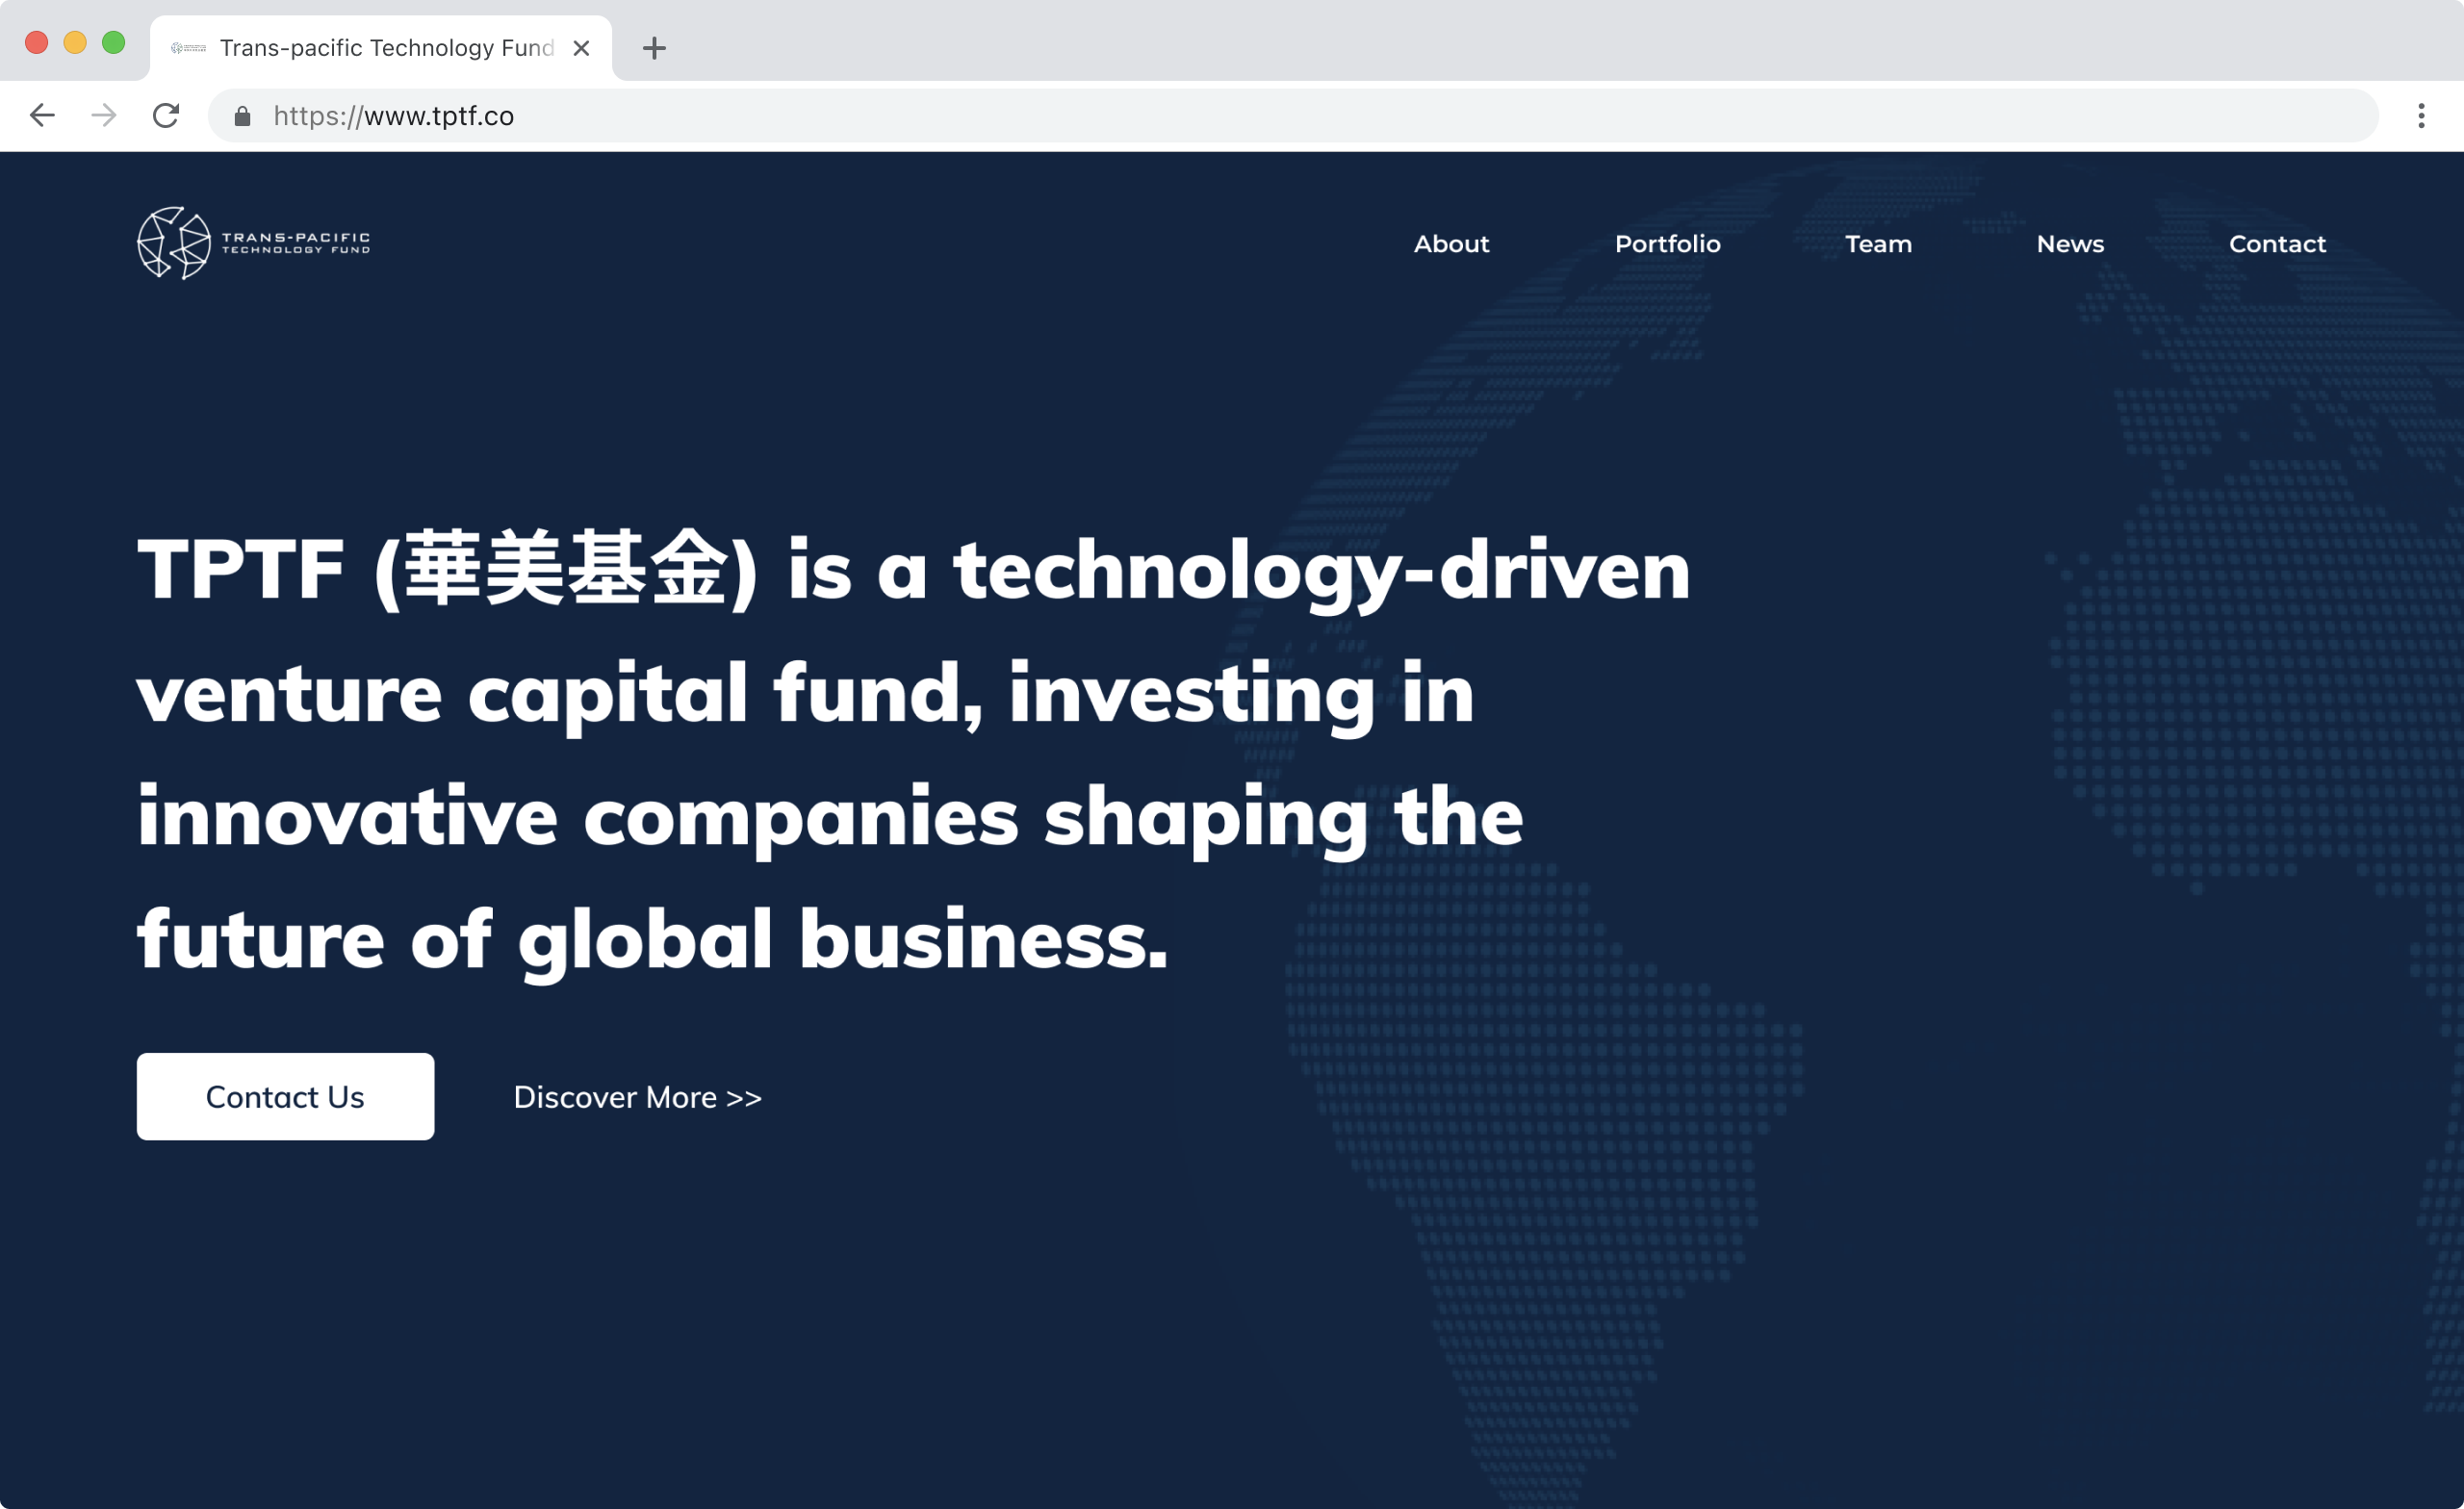 Trans-pacific Technology Fund
https://www.tptf.co
TRANS-PACIFIC
TECHNOLOGY FUND
About
Portfolio
Team
News
Contact
TPTF (華美基金) is a technology-driven
venture capital fund, investing in
innovative companies shaping the
future of global business.
Contact Us
Discover More >>